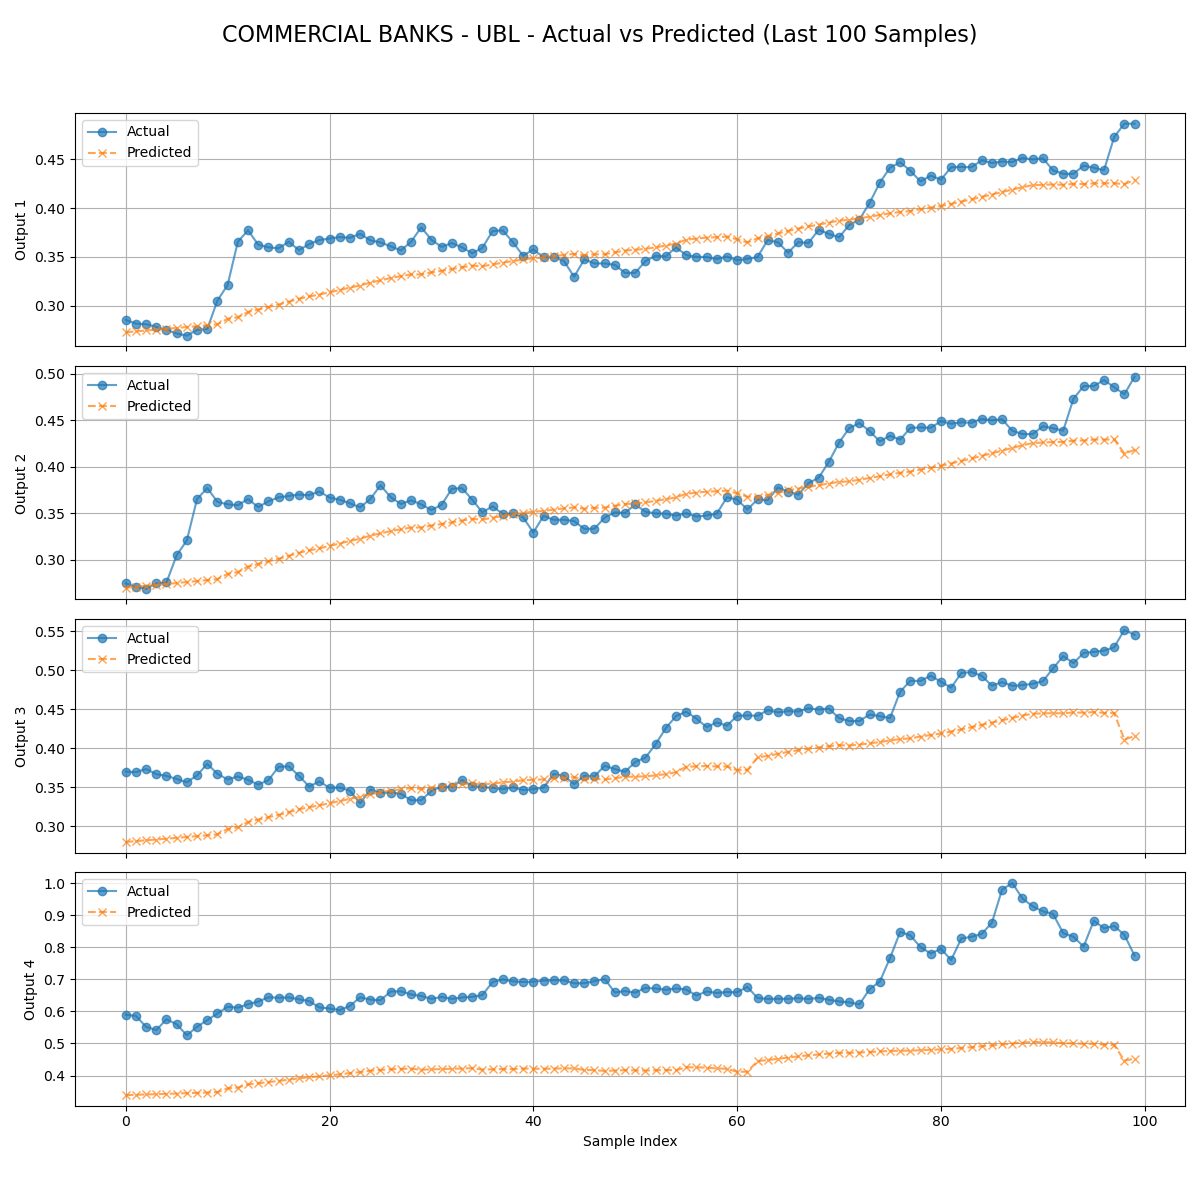 COMMERCIAL BANKS - UBL - Actual vs Predicted (Last 100 Samples)
Actual
Predicted
0.45
0.40
0.35
0.30
Output 1
Actual
Predicted
0.50
0.45
0.40
0.35
0.30
Output 2
Actual
Predicted
0.55
0.50
0.45
0.40
0.35
0.30
Output 3
Actual
Predicted
1.0
0.9
0.8
0.7
0.6
0.5
0.4
Output 4
0 20 40 60 80 100
Sample Index